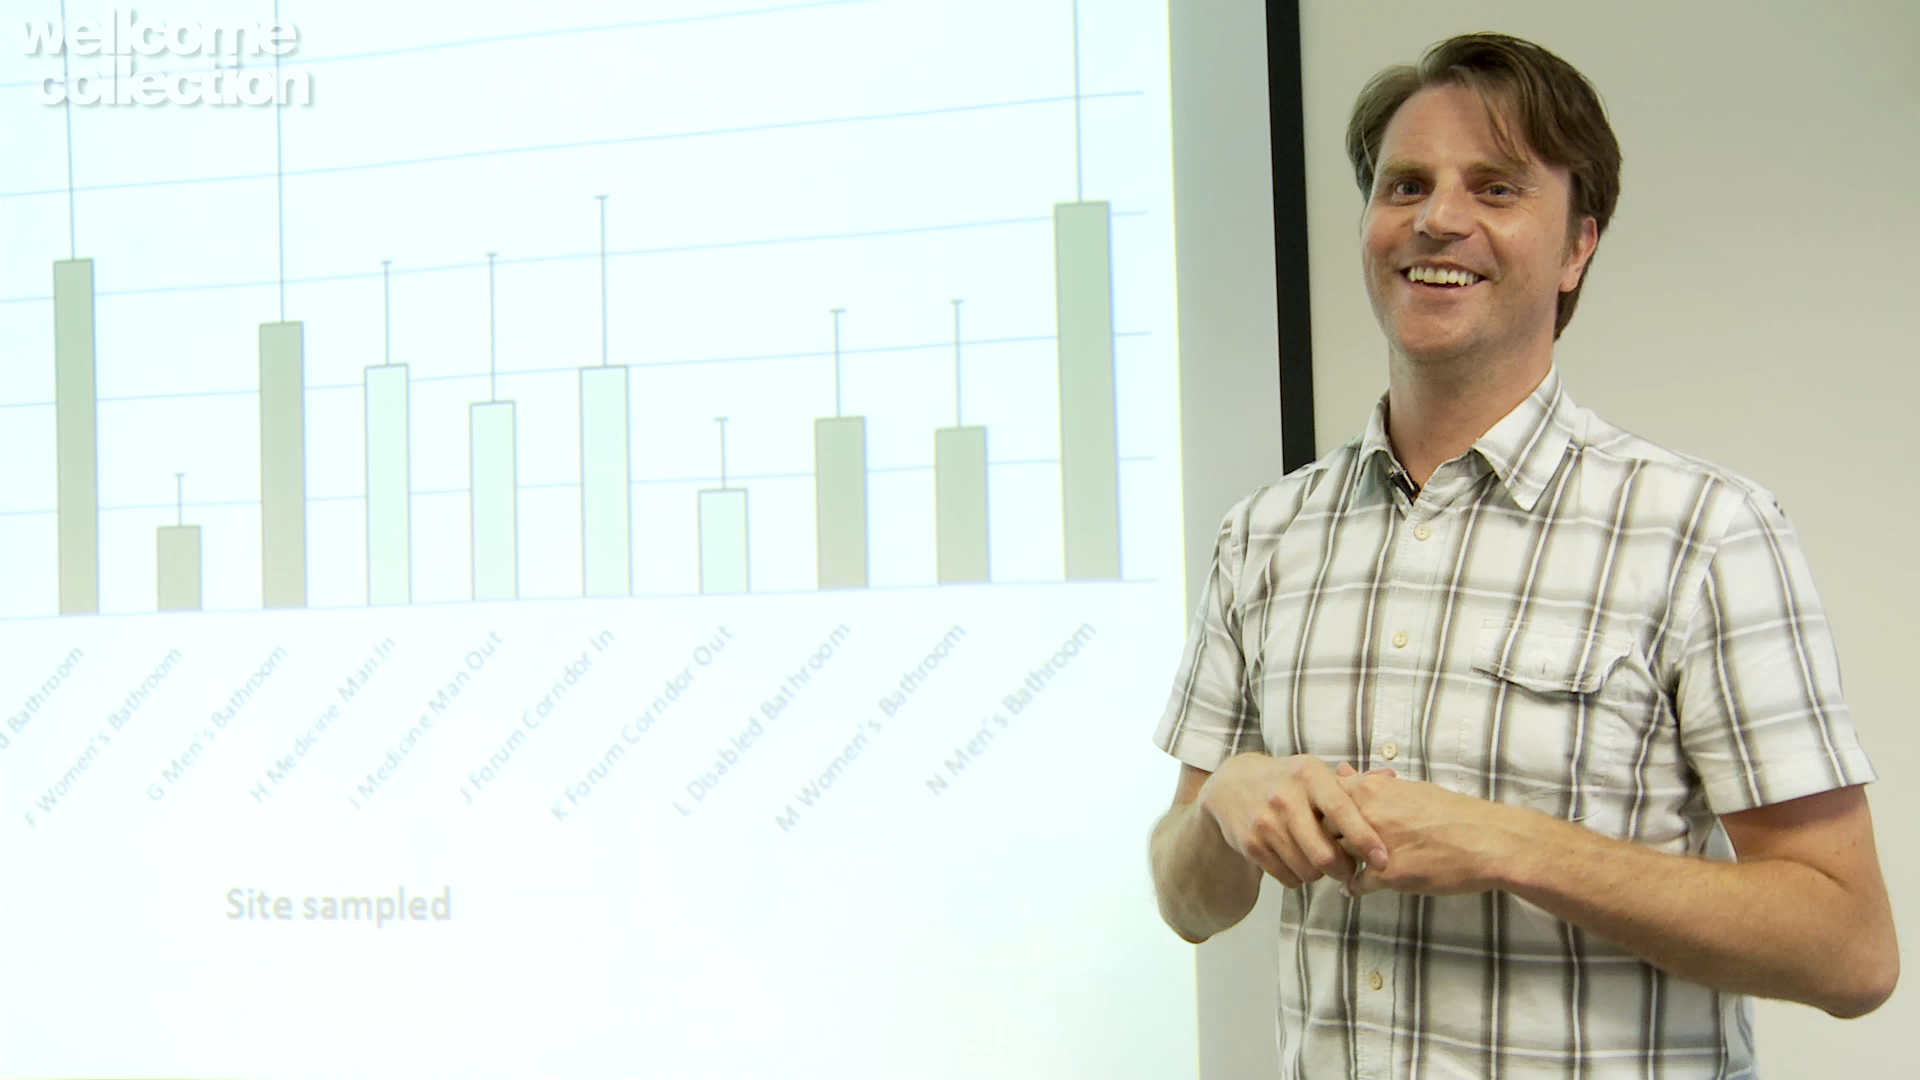 wellcome
collection
d Bathroom
F Women's Bathroom
G Men's Bathroom
H Medicine Man In
I Medicine Man Out
J Forum Corridor In
K Forum Corridor Out
L Disabled Bathroom
M Women's Bathroom
N Men's Bathroom
Site sampled